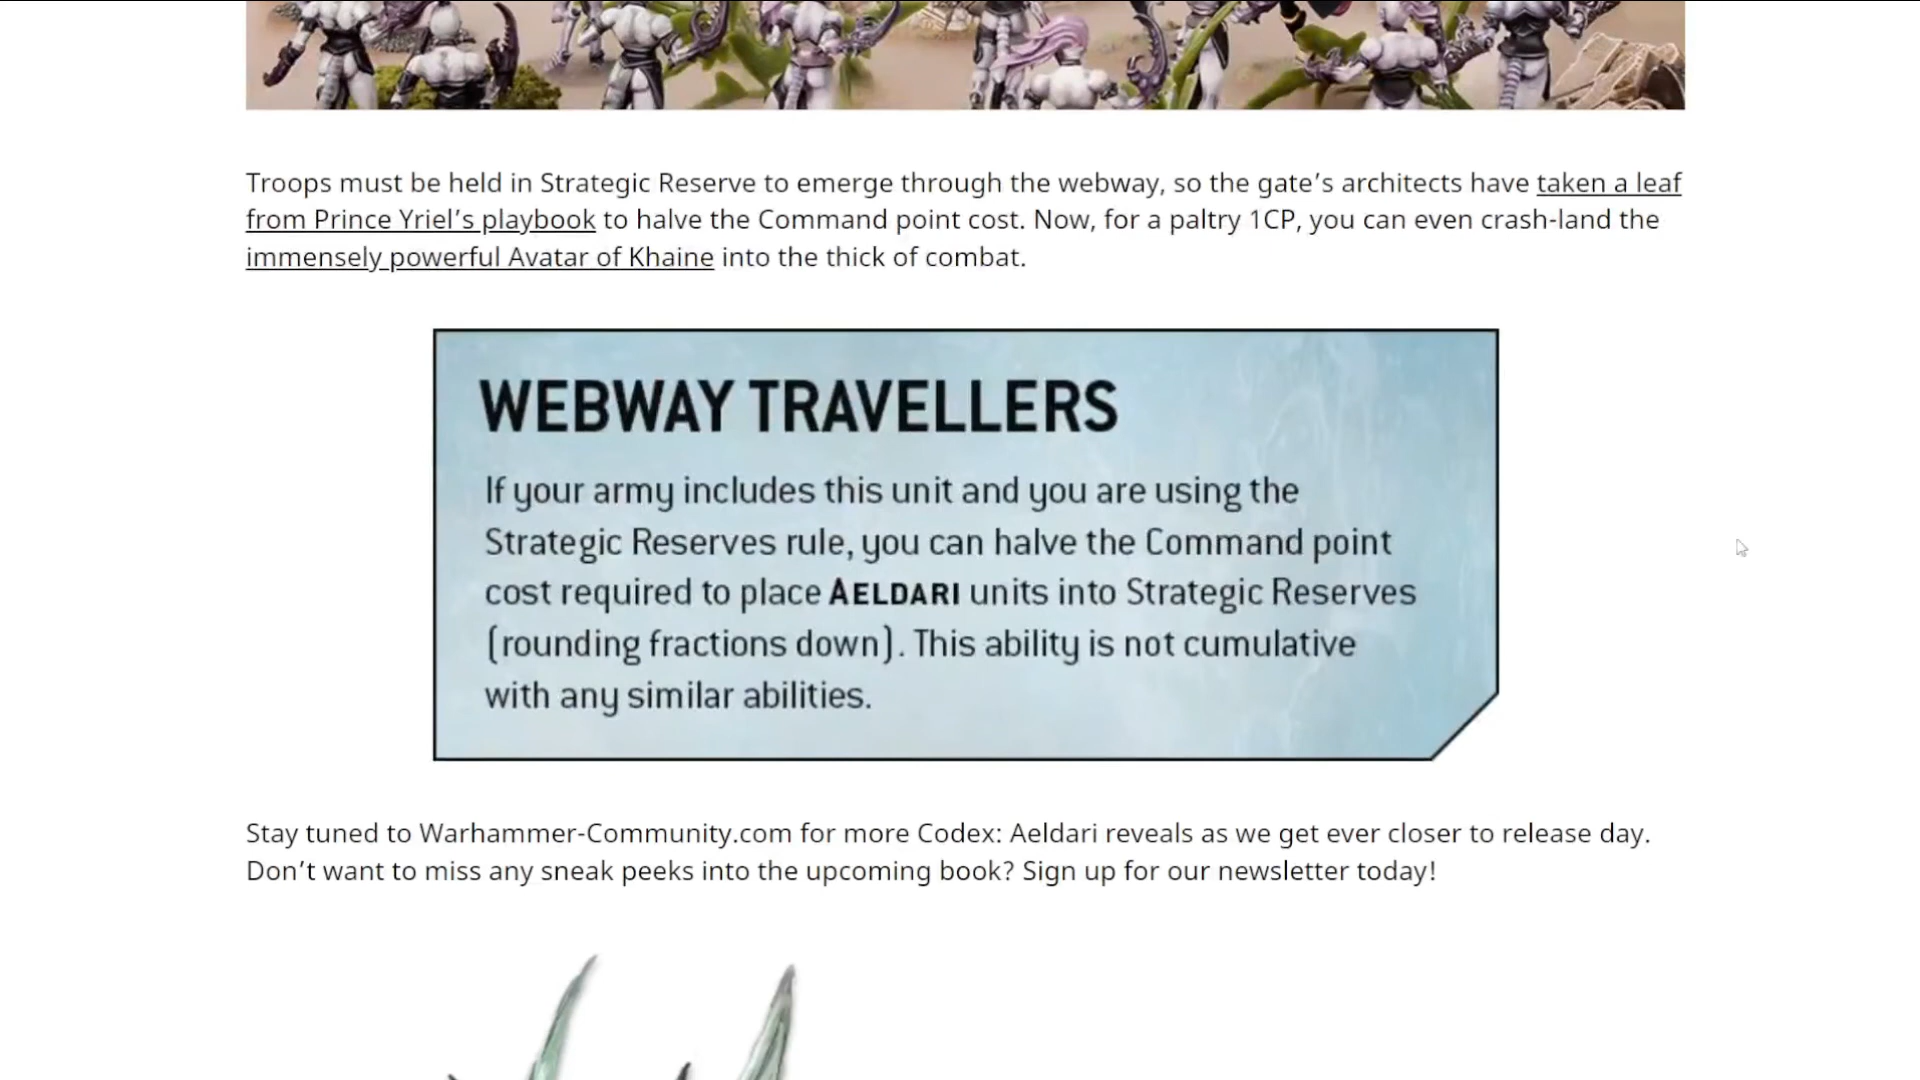 Troops must be held in Strategic Reserve to emerge through the webway, so the gate’s architects have taken a leaf
from Prince Yriel’s playbook to halve the Command point cost. Now, for a paltry 1CP, you can even crash-land the
immensely powerful Avatar of Khaine into the thick of combat.
WEBWAY TRAVELLERS
If your army includes this unit and you are using the
Strategic Reserves rule, you can halve the Command point
cost required to place AELDARI units into Strategic Reserves
(rounding fractions down). This ability is not cumulative
with any similar abilities.
Stay tuned to Warhammer-Community.com for more Codex: Aeldari reveals as we get ever closer to release day.
Don’t want to miss any sneak peeks into the upcoming book? Sign up for our newsletter today!